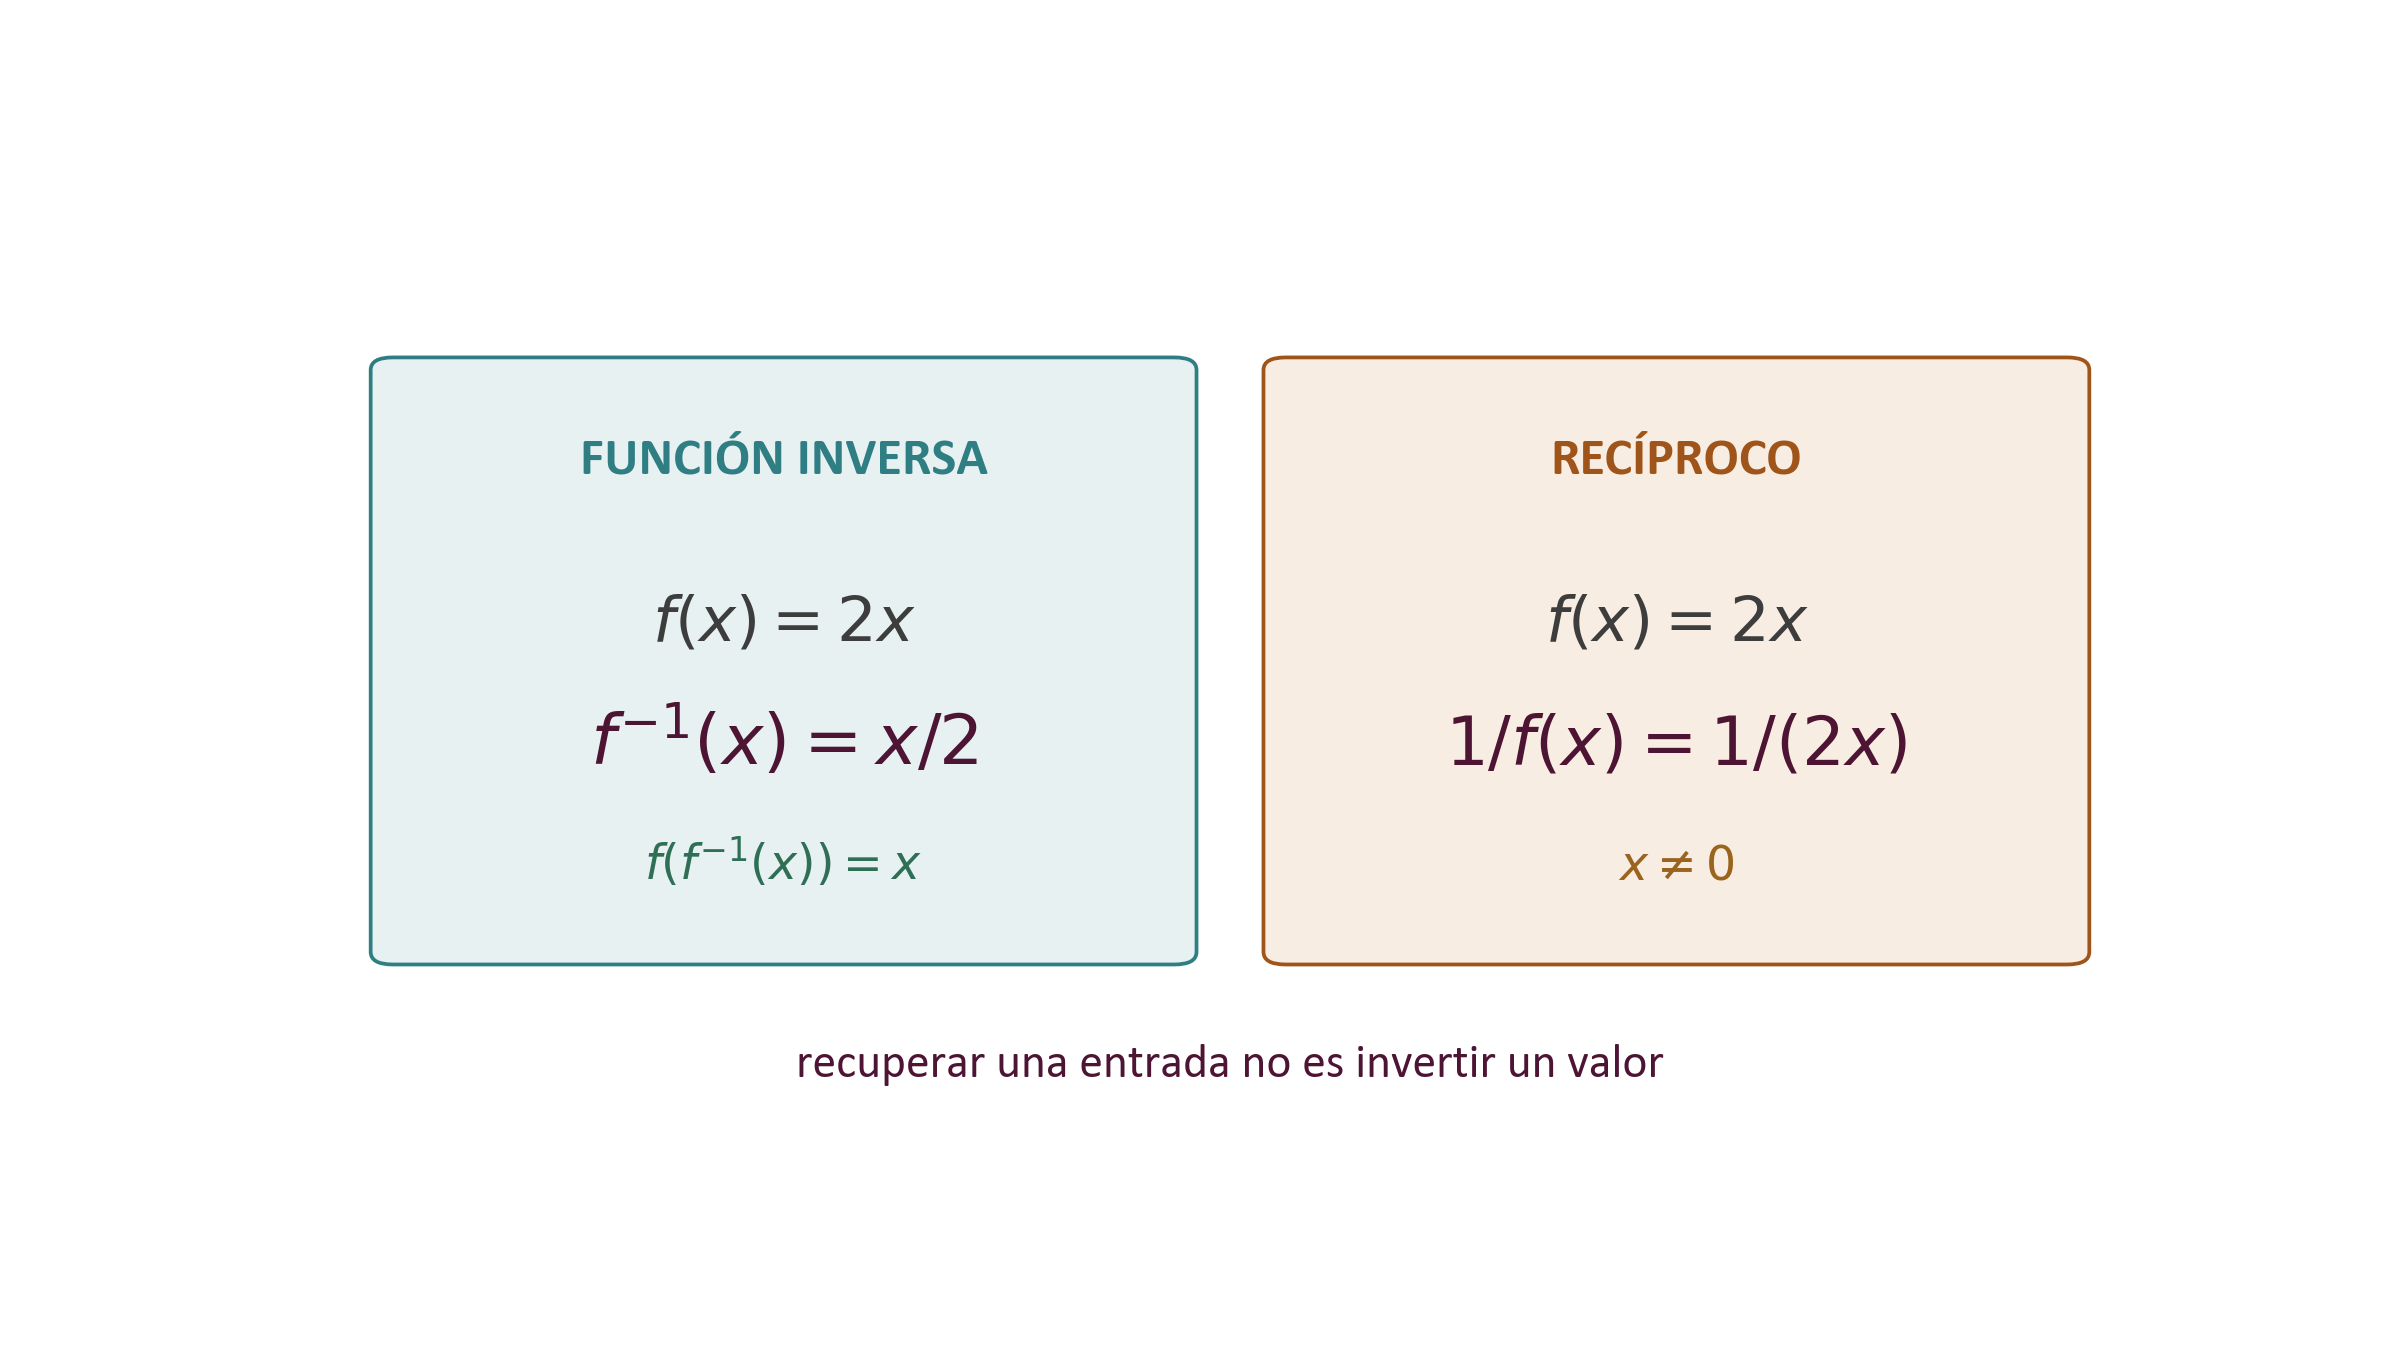 FUNCIÓN INVERSA
f(x) = 2x
f⁻¹(x) = x/2
f(f⁻¹(x)) = x
RECÍPROCO
f(x) = 2x
1/f(x) = 1/(2x)
x ≠ 0
recuperar una entrada no es invertir un valor